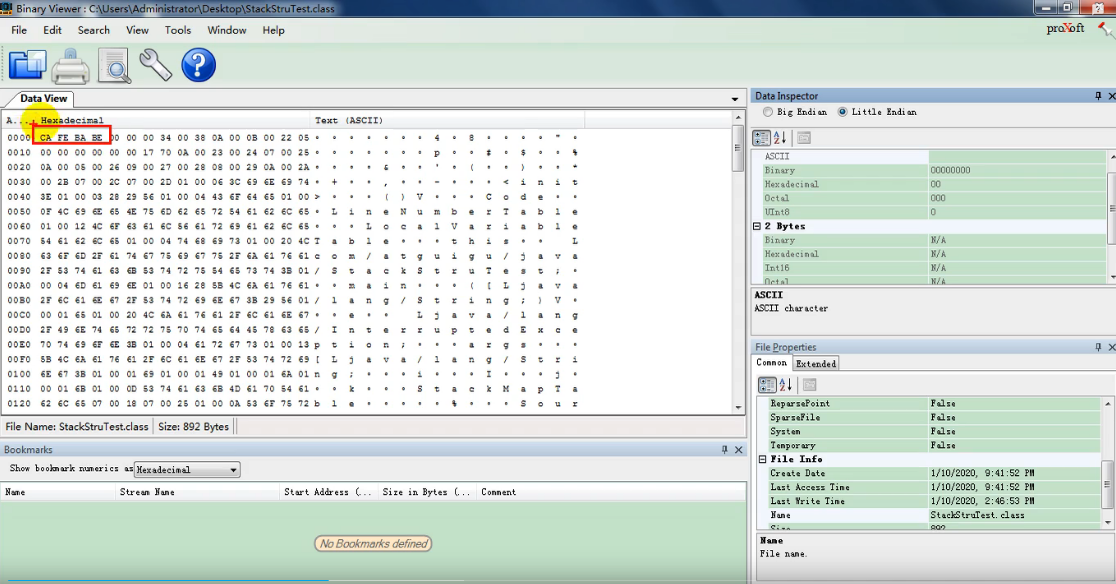 Binary Viewer : C:\Users\Administrator\Desktop\StackStruTest.class
File Edit Search View Tools Window Help
proXoft
Data View
A... Hexadecimal Text (ASCII)
0000 CA FE BA BE 00 00 00 34 00 38 0A 00 0B 00 22 05 ∘ ∘ ∘ ∘ ∘ ∘ ∘ 4 ∘ 8 ∘ ∘ ∘ ∘ " ∘
0010 00 00 00 00 00 00 17 70 0A 00 23 00 24 07 00 25 ∘ ∘ ∘ ∘ ∘ ∘ ∘ p ∘ ∘ # ∘ $ ∘ ∘ %
0020 0A 00 05 00 26 09 00 27 00 28 08 00 29 0A 00 2A ∘ ∘ ∘ ∘ & ∘ ∘ ' ∘ ( ∘ ∘ ) ∘ ∘ *
0030 00 2B 07 00 2C 07 00 2D 01 00 06 3C 69 6E 69 74 ∘ + ∘ ∘ , ∘ ∘ - ∘ ∘ ∘ < i n i t
0040 3E 01 00 03 28 29 56 01 00 04 43 6F 64 65 01 00 > ∘ ∘ ∘ ( ) V ∘ ∘ ∘ C o d e ∘ ∘
0050 0F 4C 69 6E 65 4E 75 6D 62 65 72 54 61 62 6C 65 ∘ L i n e N u m b e r T a b l e
0060 01 00 12 4C 6F 63 61 6C 56 61 72 69 61 62 6C 65 ∘ ∘ ∘ L o c a l V a r i a b l e
0070 54 61 62 6C 65 01 00 04 74 68 69 73 01 00 20 4C T a b l e ∘ ∘ ∘ t h i s ∘ ∘ L
0080 63 6F 6D 2F 61 74 67 75 69 67 75 2F 6A 61 76 61 c o m / a t g u i g u / j a v a
0090 2F 53 74 61 63 6B 53 74 72 75 54 65 73 74 3B 01 / S t a c k S t r u T e s t ; ∘
00A0 00 04 6D 61 69 6E 01 00 16 28 5B 4C 6A 61 76 61 ∘ ∘ m a i n ∘ ∘ ∘ ( [ L j a v a
00B0 2F 6C 61 6E 67 2F 53 74 72 69 6E 67 3B 29 56 01 / l a n g / S t r i n g ; ) V ∘
00C0 00 01 65 01 00 20 4C 6A 61 76 61 2F 6C 61 6E 67 ∘ ∘ e ∘ ∘ L j a v a / l a n g
00D0 2F 49 6E 74 65 72 72 75 70 74 65 64 45 78 63 65 / I n t e r r u p t e d E x c e
00E0 70 74 69 6F 6E 3B 01 00 04 61 72 67 73 01 00 13 p t i o n ; ∘ ∘ ∘ a r g s ∘ ∘ ∘
00F0 5B 4C 6A 61 76 61 2F 6C 61 6E 67 2F 53 74 72 69 [ L j a v a / l a n g / S t r i
0100 6E 67 3B 01 00 01 69 01 00 01 49 01 00 01 6A 01 n g ; ∘ ∘ ∘ i ∘ ∘ ∘ I ∘ ∘ ∘ j ∘
0110 00 01 6B 01 00 0D 53 74 61 63 6B 4D 61 70 54 61 ∘ ∘ k ∘ ∘ ∘ S t a c k M a p T a
0120 62 6C 65 07 00 18 07 00 25 01 00 0A 53 6F 75 72 b l e ∘ ∘ ∘ ∘ ∘ % ∘ ∘ ∘ S o u r
File Name: StackStruTest.class Size: 892 Bytes
Bookmarks
Show bookmark numerics as Hexadecimal
Name Stream Name Start Address (... Size in Bytes (... Comment
No Bookmarks defined
Data Inspector
Big Endian Little Endian
ASCII
Binary 00000000
Hexadecimal 00
Octal 000
UInt8 0
2 Bytes
Binary N/A
Hexadecimal N/A
Int16 N/A
Octal N/A
ASCII
ASCII character
File Properties
Common Extended
ReparsePoint False
SparseFile False
System False
Temporary False
File Info
Create Date 1/10/2020, 9:41:52 PM
Last Access Time 1/10/2020, 9:41:52 PM
Last Write Time 1/10/2020, 2:46:53 PM
Name StackStruTest.class
Size 892
Name
File name.